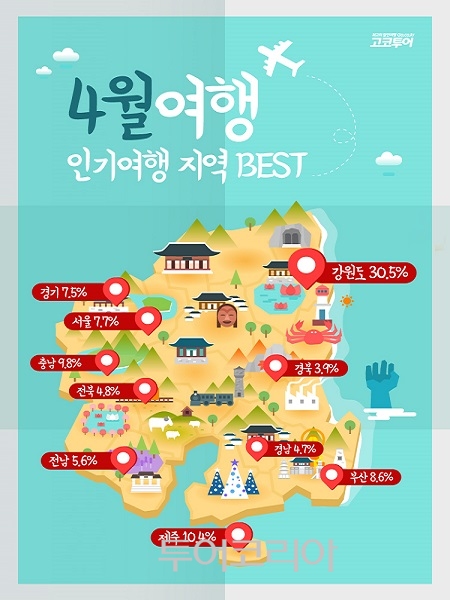 고코투어
4월여행
인기여행 지역 BEST
강원도 30.5%
경기 7.5%
서울 7.7%
충남 9.8%
경북 3.9%
전북 4.8%
경남 4.7%
전남 5.6%
부산 8.6%
제주 10.4%
투어코리아